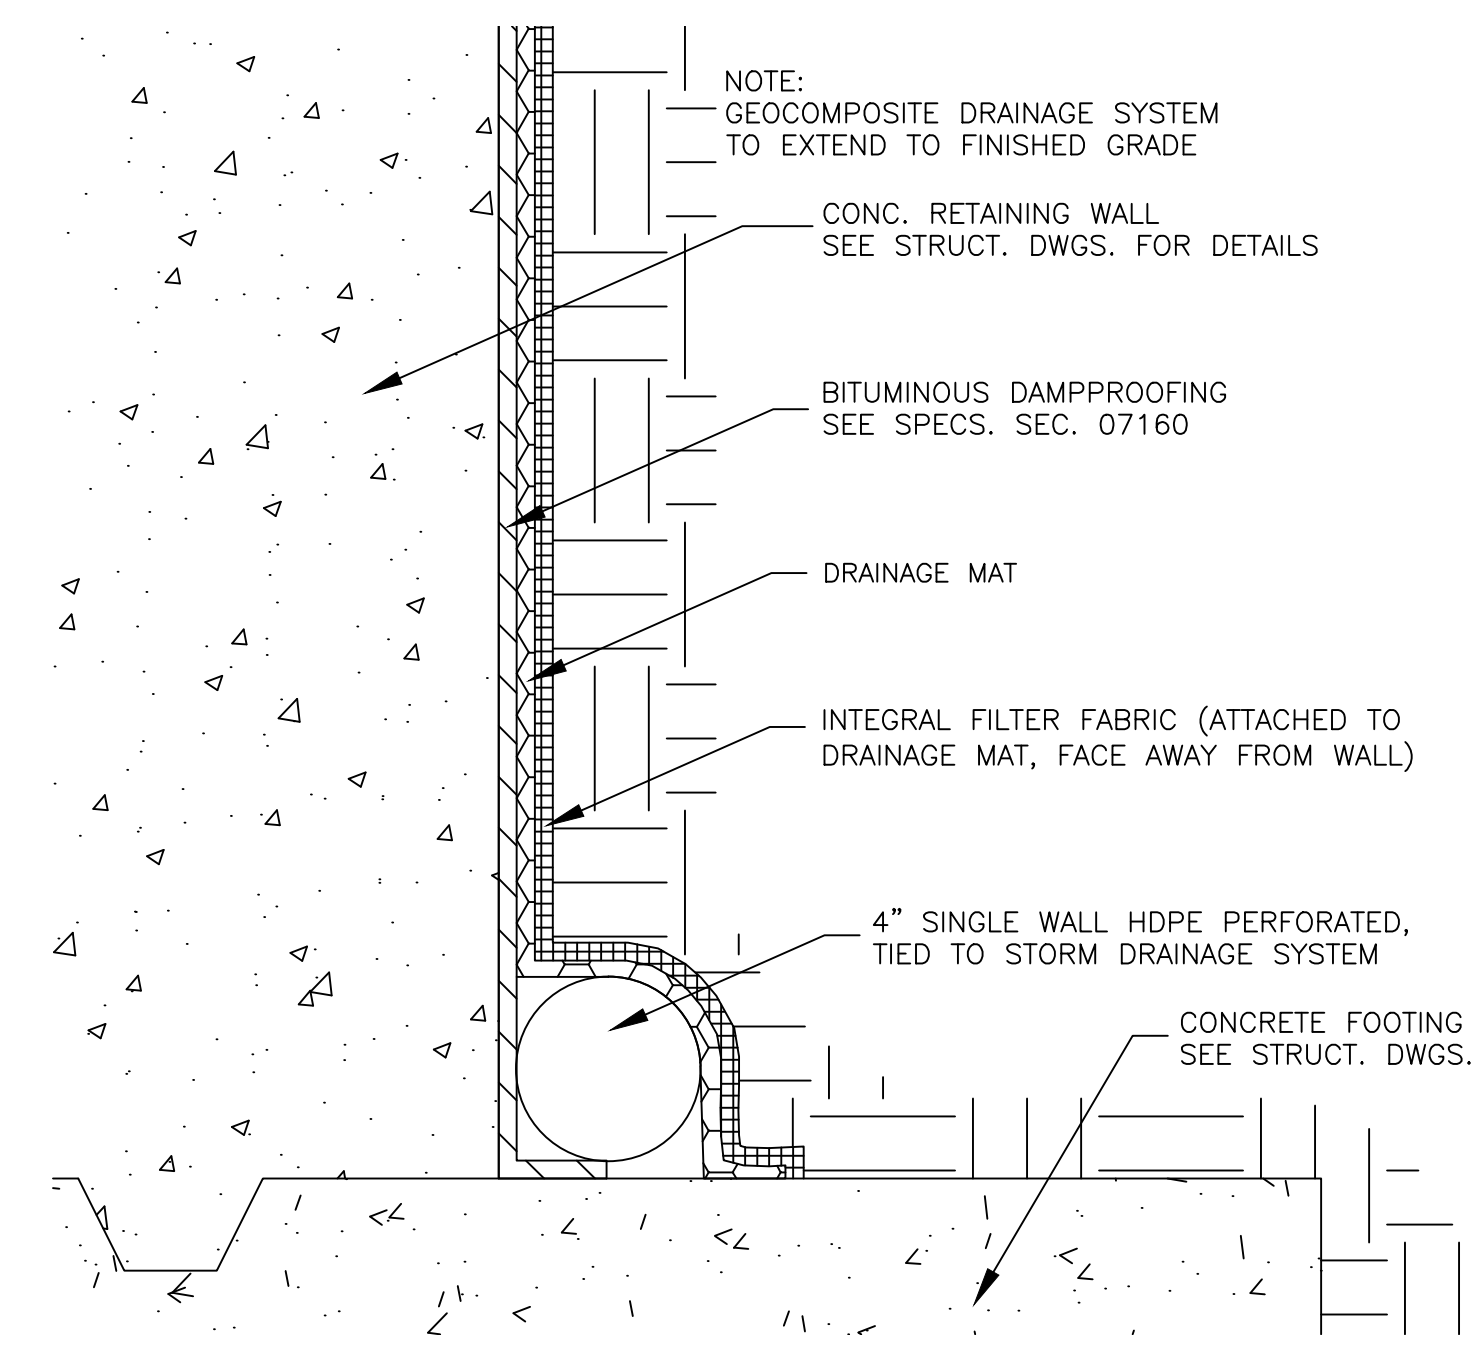 NOTE:
GEOCOMPOSITE DRAINAGE SYSTEM
TO EXTEND TO FINISHED GRADE
CONC. RETAINING WALL
SEE STRUCT. DWGS. FOR DETAILS
BITUMINOUS DAMPPROOFING
SEE SPECS. SEC. 07160
DRAINAGE MAT
INTEGRAL FILTER FABRIC (ATTACHED TO
DRAINAGE MAT, FACE AWAY FROM WALL)
4" SINGLE WALL HDPE PERFORATED,
TIED TO STORM DRAINAGE SYSTEM
CONCRETE FOOTING
SEE STRUCT. DWGS.